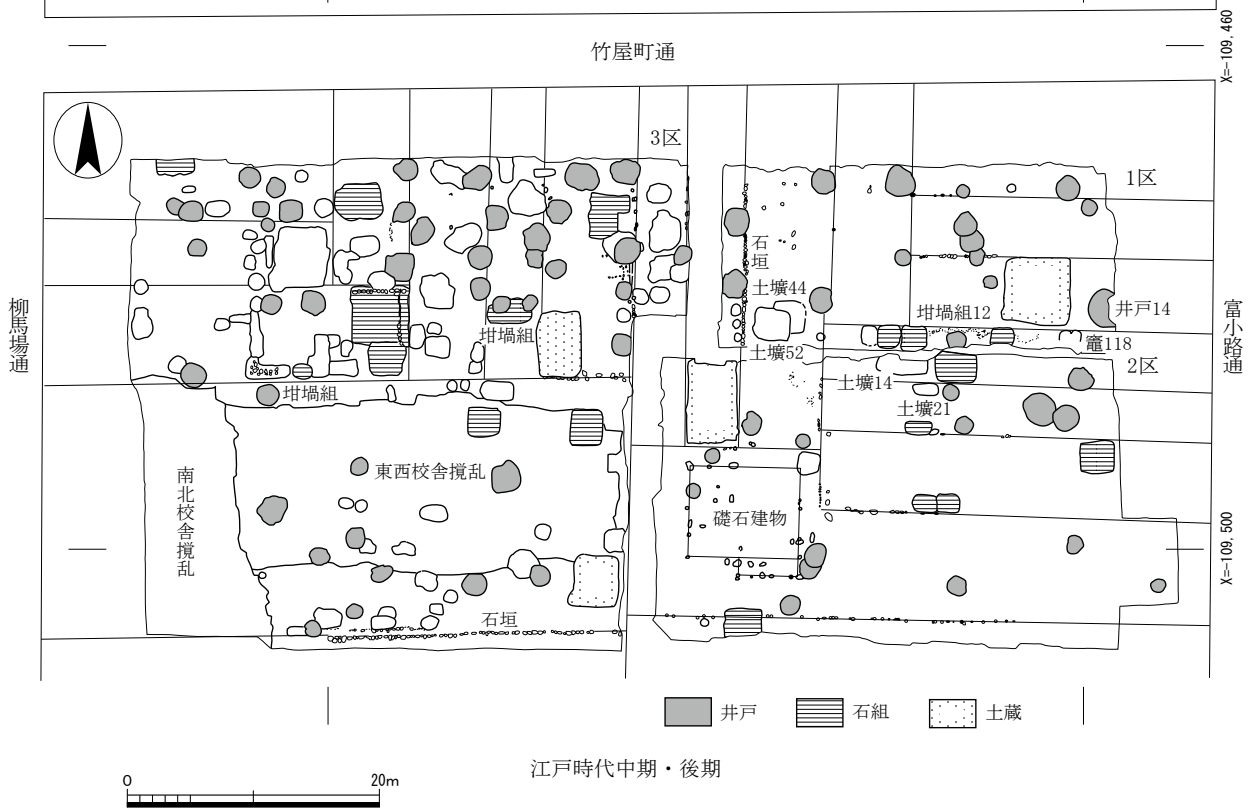 竹屋町通
X=-109,460
3区
1区
石垣
土壙44
井戸14
坩堝組12
坩堝組
土壙52
竈118
2区
柳馬場通
富小路通
土壙14
坩堝組
土壙21
東西校舎撹乱
南北校舎撹乱
礎石建物
X=-109,500
石垣
井戸
石組
土蔵
江戸時代中期・後期
0 20m